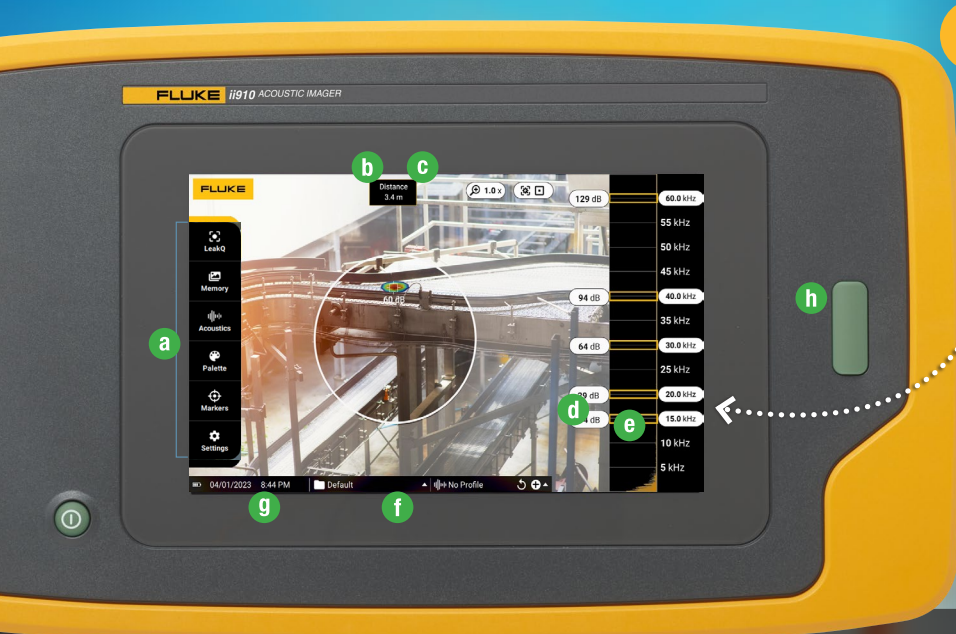 FLUKE ii910 ACOUSTIC IMAGER
b
c
FLUKE
Distance
3.4 m
1.0 x
129 dB
60.0 kHz
55 kHz
50 kHz
45 kHz
LeakQ
Memory
60 dB
94 dB
40.0 kHz
h
Acoustics
35 kHz
a
64 dB
30.0 kHz
Palette
25 kHz
Markers
dB
20.0 kHz
d
e
dB
15.0 kHz
Settings
10 kHz
5 kHz
04/01/2023 8:44 PM Default No Profile
g
f